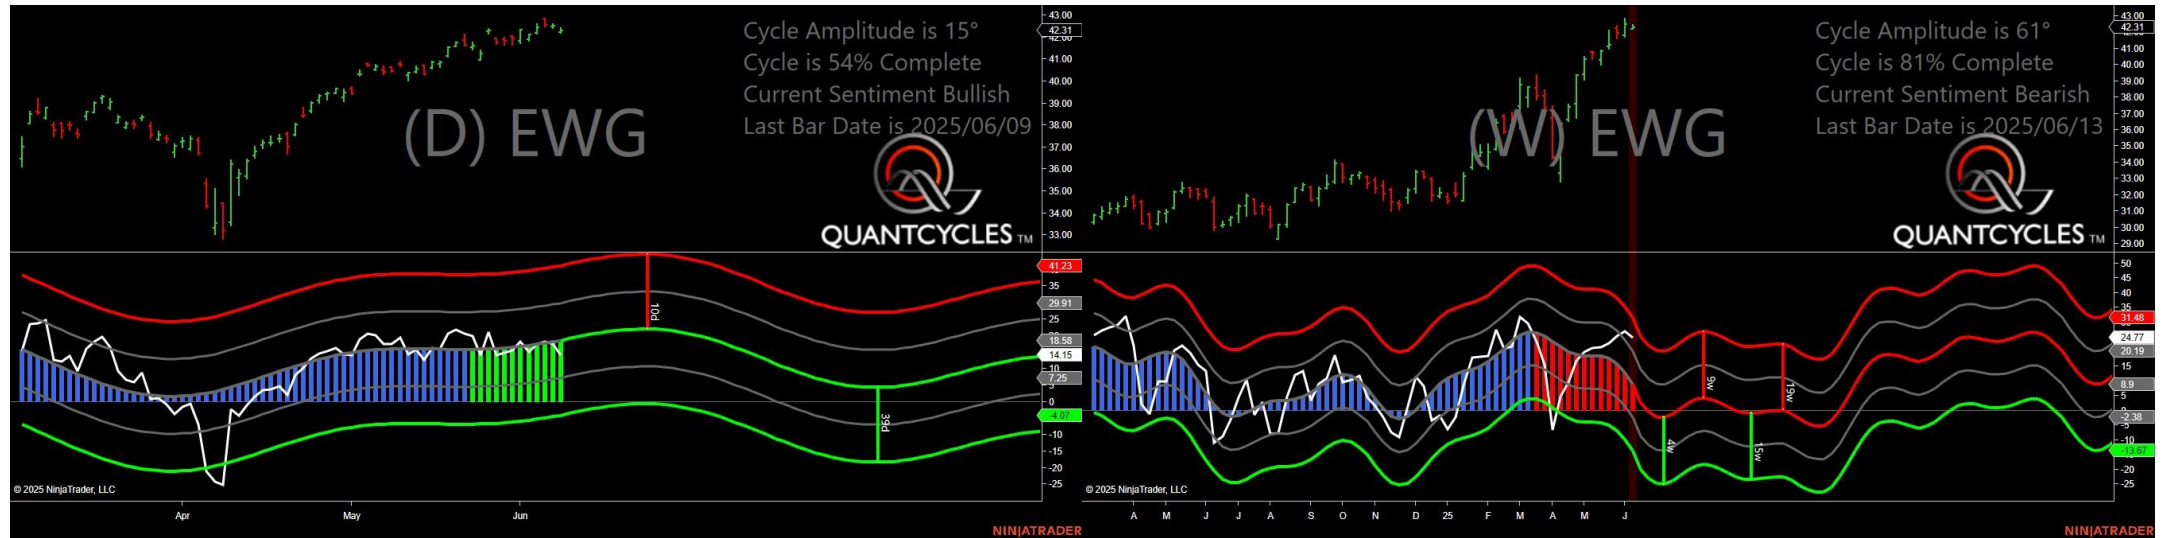 Cycle Amplitude is 15°
Cycle is 54% Complete
Current Sentiment Bullish
Last Bar Date is 2025/06/09
(D) EWG
QUANTCYCLES TM
43.00
42.31
42.00
41.00
40.00
39.00
38.00
37.00
36.00
35.00
34.00
33.00
41.23
35
29.91
25
18.58
14.15
10
7.25
5
0
-4.07
-10
-15
-20
-25
10d
39d
© 2025 NinjaTrader, LLC
Apr
May
Jun
NINJATRADER
Cycle Amplitude is 61°
Cycle is 81% Complete
Current Sentiment Bearish
Last Bar Date is 2025/06/13
(W) EWG
QUANTCYCLES TM
43.00
42.31
41.00
40.00
39.00
38.00
37.00
36.00
35.00
34.00
33.00
32.00
31.00
30.00
29.00
50
45
40
35
31.48
24.77
20.19
15
8.9
5
0
-2.38
-5
-10
-13.67
-20
-25
4w
9w
15w
19w
© 2025 NinjaTrader, LLC
A
M
J
J
A
S
O
N
D
25
F
M
A
M
J
NINJATRADER